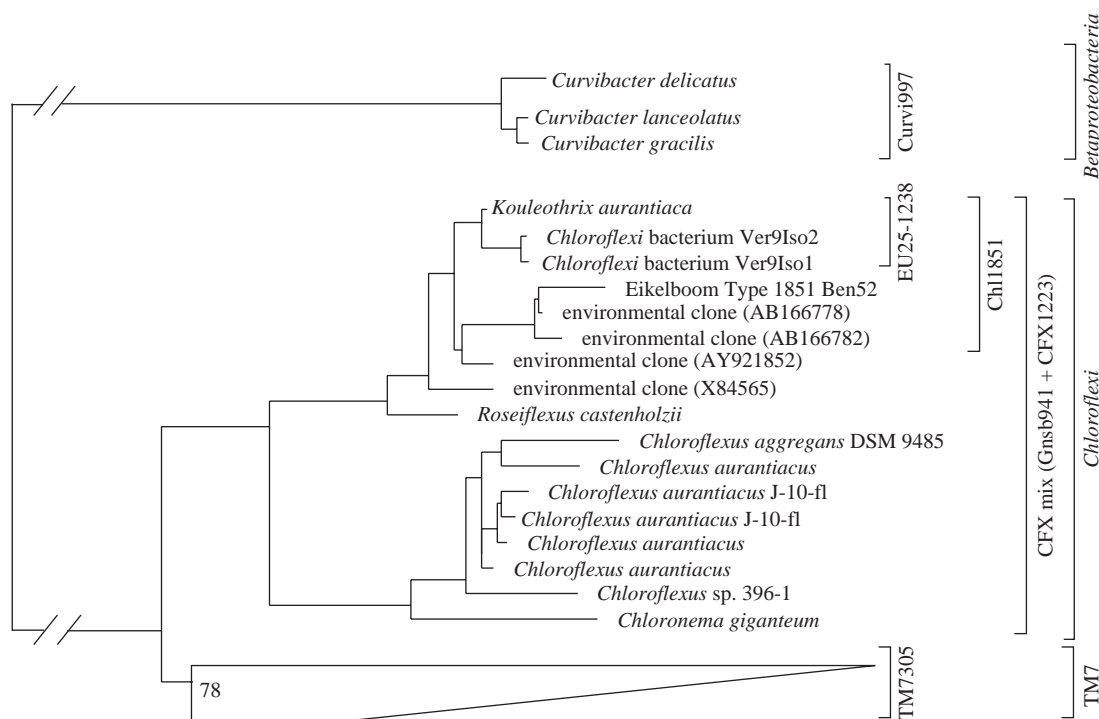 Curvibacter delicatus
Curvibacter lanceolatus
Curvibacter gracilis
Curvi997
Betaproteobacteria
Kouleothrix aurantiaca
Chloroflexi bacterium Ver9Iso2
Chloroflexi bacterium Ver9Iso1
EU25-1238
Eikelboom Type 1851 Ben52
environmental clone (AB166778)
environmental clone (AB166782)
environmental clone (AY921852)
Chl1851
environmental clone (X84565)
Roseiflexus castenholzii
Chloroflexus aggregans DSM 9485
Chloroflexus aurantiacus
Chloroflexus aurantiacus J-10-fl
Chloroflexus aurantiacus J-10-fl
Chloroflexus aurantiacus
Chloroflexus aurantiacus
Chloroflexus sp. 396-1
Chloronema giganteum
CFX mix (Gnsb941 + CFX1223)
Chloroflexi
78
TM7305
TM7